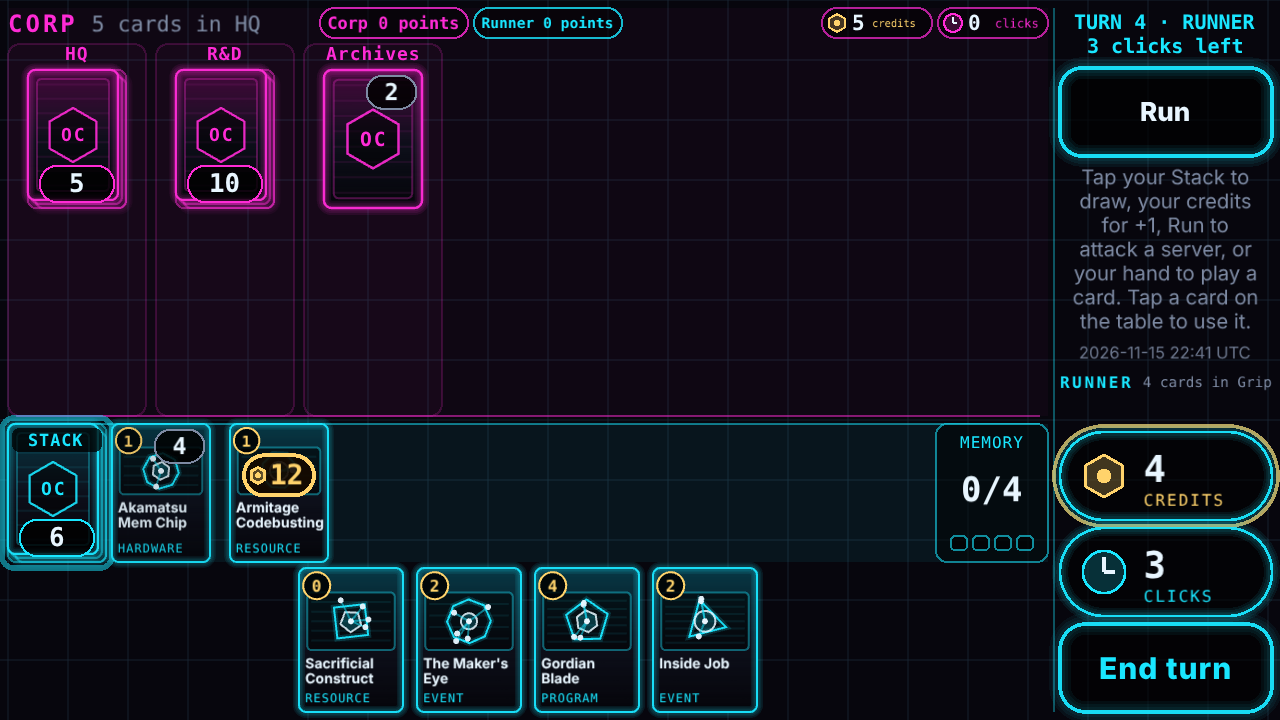 CORP 5 cards in HQ
Corp 0 points
Runner 0 points
5 credits
0 clicks
TURN 4 · RUNNER
3 clicks left
HQ
R&D
Archives
OC
5
OC
10
2
OC
Run
Tap your Stack to
draw, your credits
for +1, Run to
attack a server, or
your hand to play a
card. Tap a card on
the table to use it.
2026-11-15 22:41 UTC
RUNNER 4 cards in Grip
STACK
OC
6
1
4
Akamatsu
Mem Chip
HARDWARE
1
12
Armitage
Codebusting
RESOURCE
MEMORY
0/4
4
CREDITS
3
CLICKS
0
Sacrificial
Construct
RESOURCE
2
The Maker's
Eye
EVENT
4
Gordian
Blade
PROGRAM
2
Inside Job
EVENT
End turn